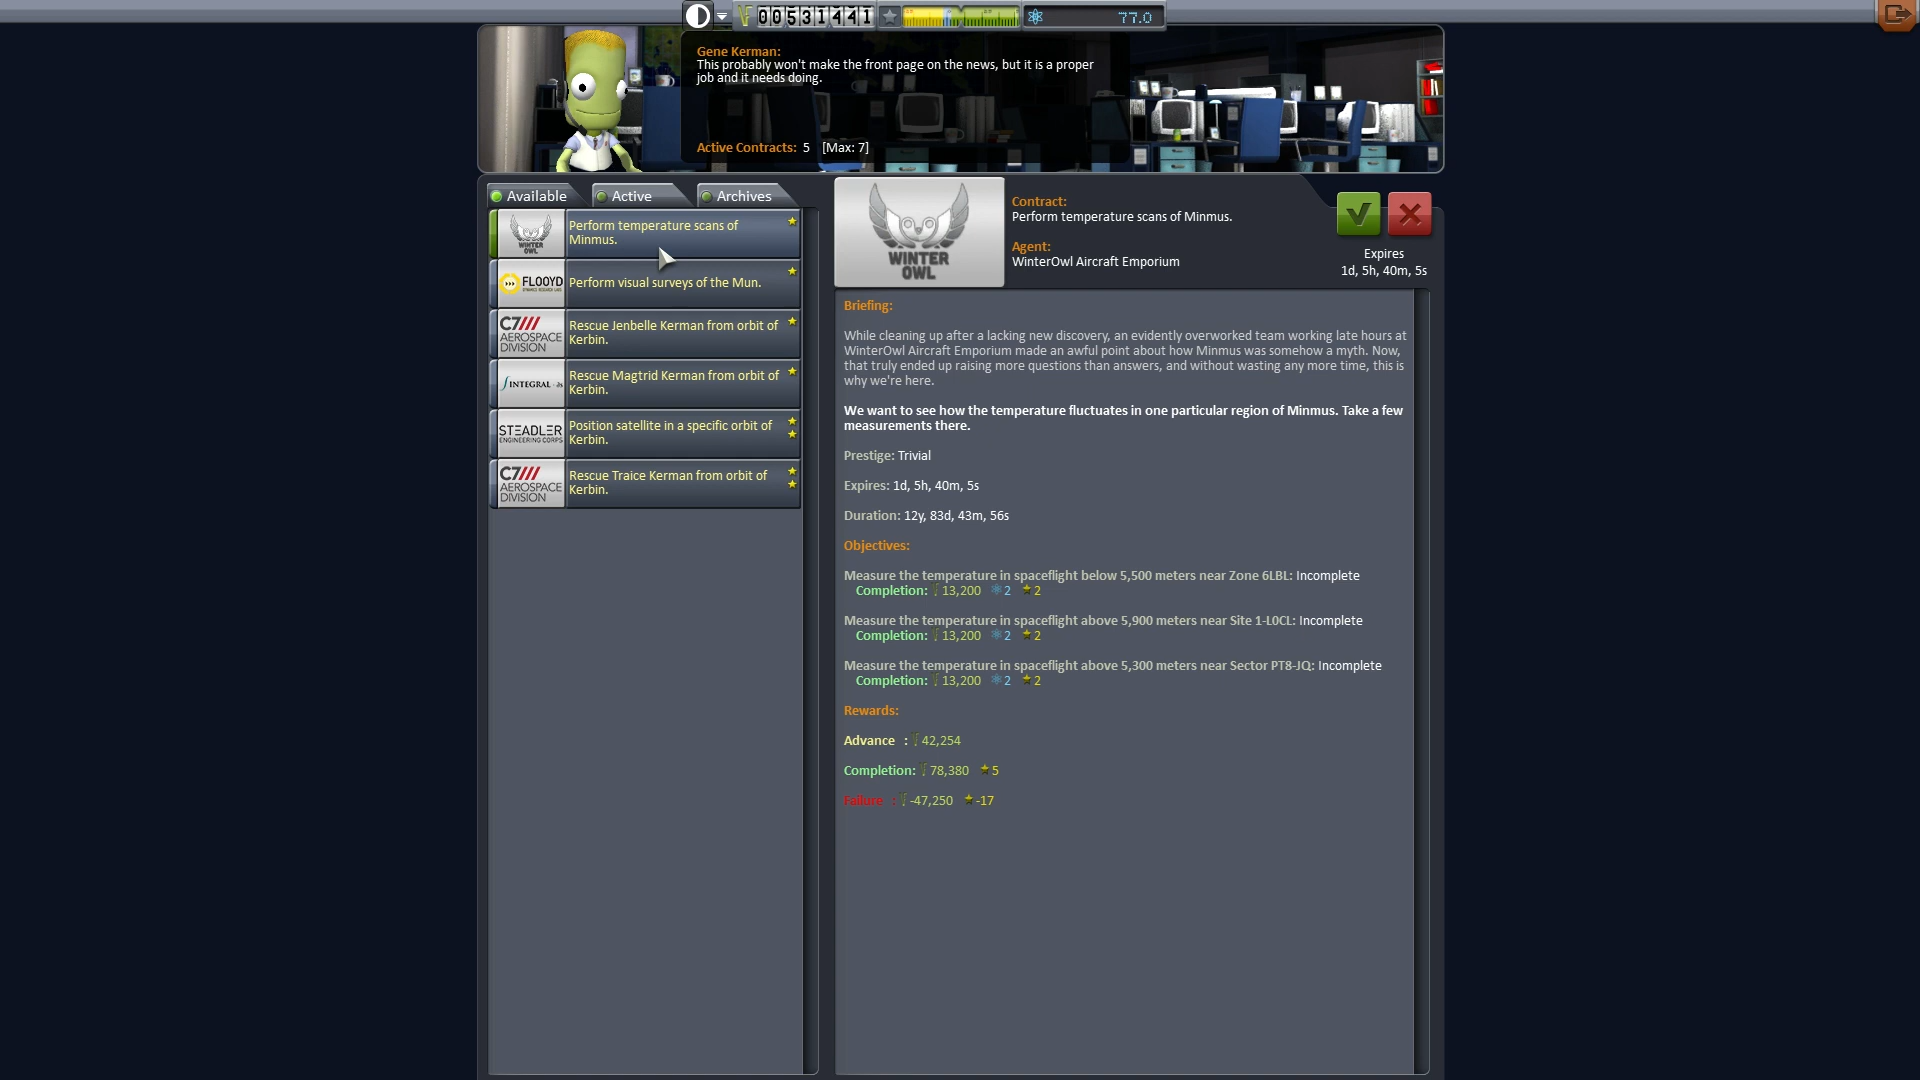 00531441
77.0
Gene Kerman:
This probably won't make the front page on the news, but it is a proper
job and it needs doing.
Active Contracts: 5 [Max: 7]
Available
Active
Archives
WINTER
OWL
Perform temperature scans of
Minmus.
FLOOYD
Perform visual surveys of the Mun.
C7///
AEROSPACE
DIVISION
Rescue Jenbelle Kerman from orbit of
Kerbin.
INTEGRAL
Rescue Magtrid Kerman from orbit of
Kerbin.
STEADLER
ENGINEERING CORPS
Position satellite in a specific orbit of
Kerbin.
C7///
AEROSPACE
DIVISION
Rescue Traice Kerman from orbit of
Kerbin.
WINTER
OWL
Contract:
Perform temperature scans of Minmus.
Agent:
WinterOwl Aircraft Emporium
Expires
1d, 5h, 40m, 5s
Briefing:
While cleaning up after a lacking new discovery, an evidently overworked team working late hours at
WinterOwl Aircraft Emporium made an awful point about how Minmus was somehow a myth. Now,
that truly ended up raising more questions than answers, and without wasting any more time, this is
why we're here.
We want to see how the temperature fluctuates in one particular region of Minmus. Take a few
measurements there.
Prestige: Trivial
Expires: 1d, 5h, 40m, 5s
Duration: 12y, 83d, 43m, 56s
Objectives:
Measure the temperature in spaceflight below 5,500 meters near Zone 6LBL: Incomplete
Completion: 13,200 2 2
Measure the temperature in spaceflight above 5,900 meters near Site 1-L0CL: Incomplete
Completion: 13,200 2 2
Measure the temperature in spaceflight above 5,300 meters near Sector PT8-JQ: Incomplete
Completion: 13,200 2 2
Rewards:
Advance : 42,254
Completion: 78,380 5
Failure : -47,250 -17